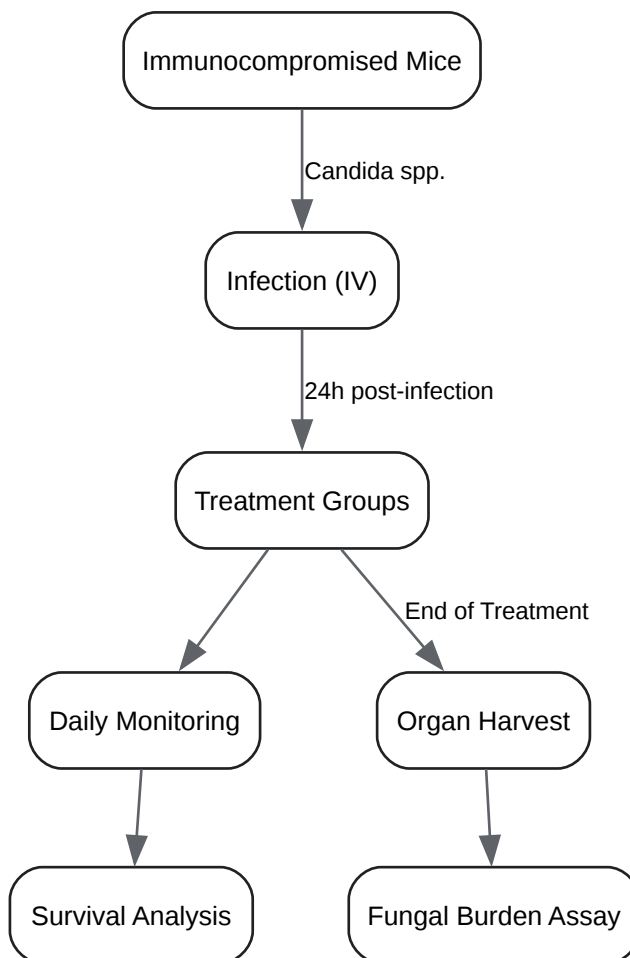 Immunocompromised Mice
Candida spp.
Infection (IV)
24h post-infection
Treatment Groups
End of Treatment
Daily Monitoring
Organ Harvest
Survival Analysis
Fungal Burden Assay